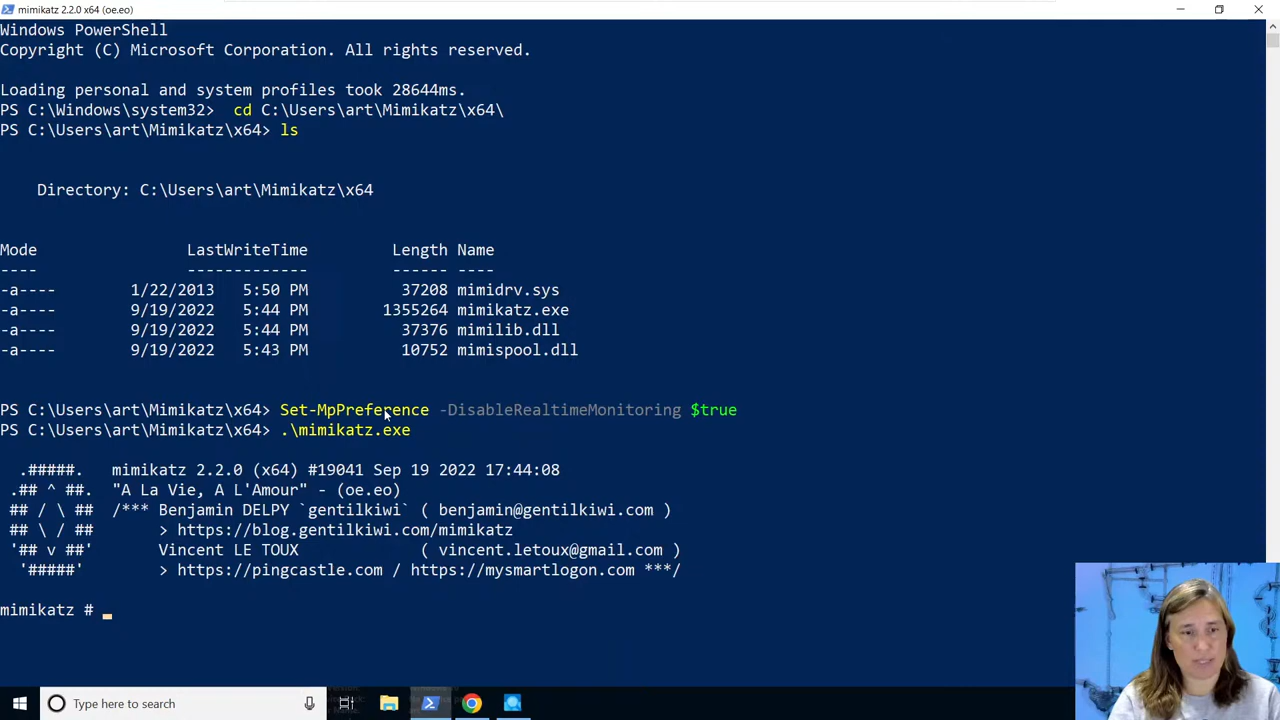 mimikatz 2.2.0 x64 (oe.eo)
Windows PowerShell
Copyright (C) Microsoft Corporation. All rights reserved.
Loading personal and system profiles took 28644ms.
PS C:\Windows\system32>  cd C:\Users\art\Mimikatz\x64\
PS C:\Users\art\Mimikatz\x64> ls
Directory: C:\Users\art\Mimikatz\x64
Mode                LastWriteTime         Length Name
----                -------------         ------ ----
-a----        1/22/2013   5:50 PM          37208 mimidrv.sys
-a----        9/19/2022   5:44 PM        1355264 mimikatz.exe
-a----        9/19/2022   5:44 PM          37376 mimilib.dll
-a----        9/19/2022   5:43 PM          10752 mimispool.dll
PS C:\Users\art\Mimikatz\x64> Set-MpPreference -DisableRealtimeMonitoring $true
PS C:\Users\art\Mimikatz\x64> .\mimikatz.exe
.#####.   mimikatz 2.2.0 (x64) #19041 Sep 19 2022 17:44:08
.## ^ ##.  "A La Vie, A L'Amour" - (oe.eo)
## / \ ##  /*** Benjamin DELPY `gentilkiwi` ( benjamin@gentilkiwi.com )
## \ / ##       > https://blog.gentilkiwi.com/mimikatz
'## v ##'       Vincent LE TOUX             ( vincent.letoux@gmail.com )
'#####'        > https://pingcastle.com / https://mysmartlogon.com ***/
mimikatz # _
Type here to search